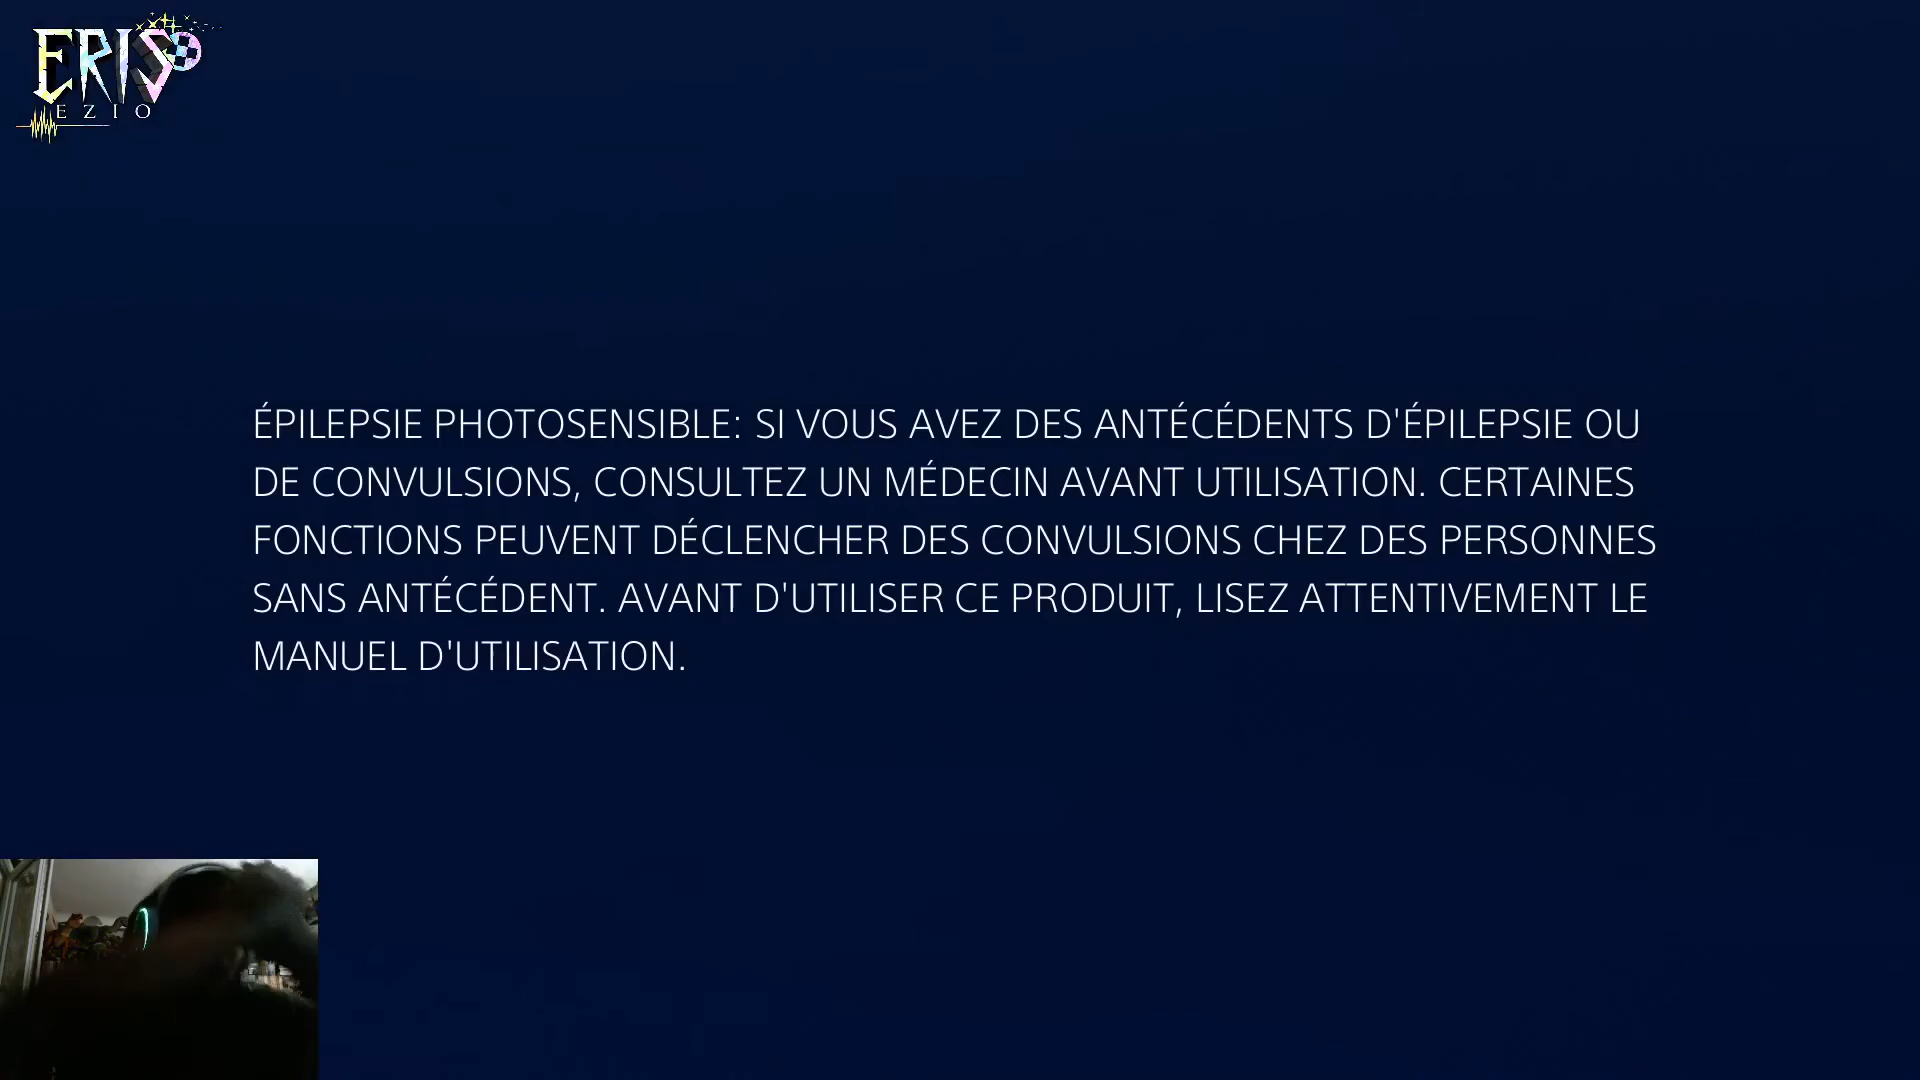 ERIS
EZIO
ÉPILEPSIE PHOTOSENSIBLE: SI VOUS AVEZ DES ANTÉCÉDENTS D'ÉPILEPSIE OU
DE CONVULSIONS, CONSULTEZ UN MÉDECIN AVANT UTILISATION. CERTAINES
FONCTIONS PEUVENT DÉCLENCHER DES CONVULSIONS CHEZ DES PERSONNES
SANS ANTÉCÉDENT. AVANT D'UTILISER CE PRODUIT, LISEZ ATTENTIVEMENT LE
MANUEL D'UTILISATION.